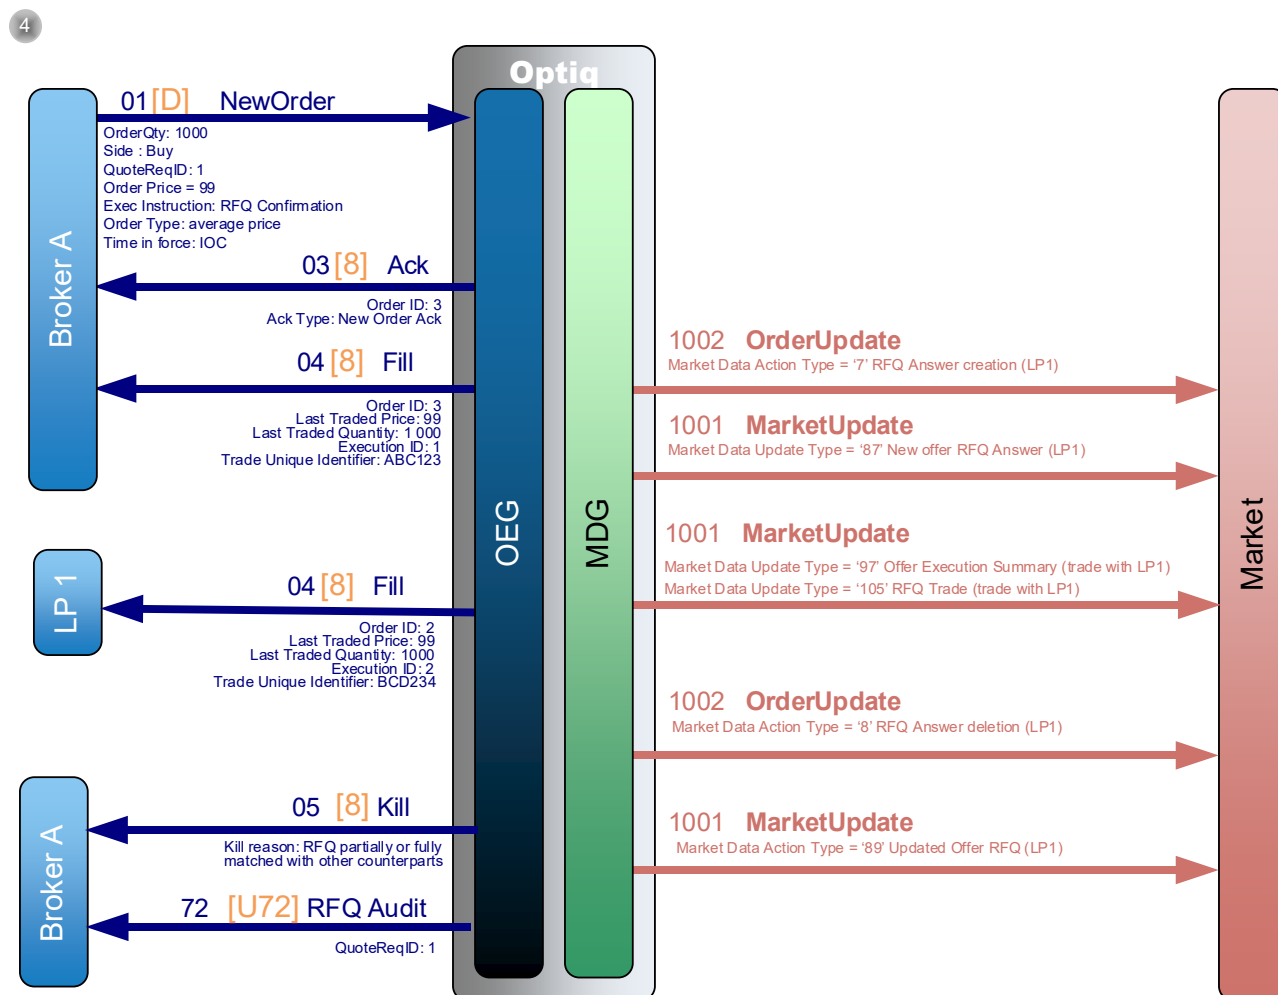 4
Optiq
01 [D] NewOrder
OrderQty: 1000
Side : Buy
QuoteReqID: 1
Order Price = 99
Exec Instruction: RFQ Confirmation
Order Type: average price
Time in force: IOC
Broker A
03 [8] Ack
Order ID: 3
Ack Type: New Order Ack
04 [8] Fill
Order ID: 3
Last Traded Price: 99
Last Traded Quantity: 1 000
Execution ID: 1
Trade Unique Identifier: ABC123
LP 1
04 [8] Fill
Order ID: 2
Last Traded Price: 99
Last Traded Quantity: 1000
Execution ID: 2
Trade Unique Identifier: BCD234
Broker A
05 [8] Kill
Kill reason: RFQ partially or fully
matched with other counterparts
72 [U72] RFQ Audit
QuoteReqID: 1
OEG
MDG
1002 OrderUpdate
Market Data Action Type = ‘7’ RFQ Answer creation (LP1)
1001 MarketUpdate
Market Data Update Type = ‘87’ New offer RFQ Answer (LP1)
1001 MarketUpdate
Market Data Update Type = ‘97’ Offer Execution Summary (trade with LP1)
Market Data Update Type = ‘105’ RFQ Trade (trade with LP1)
1002 OrderUpdate
Market Data Action Type = ‘8’ RFQ Answer deletion (LP1)
1001 MarketUpdate
Market Data Action Type = ‘89’ Updated Offer RFQ (LP1)
Market